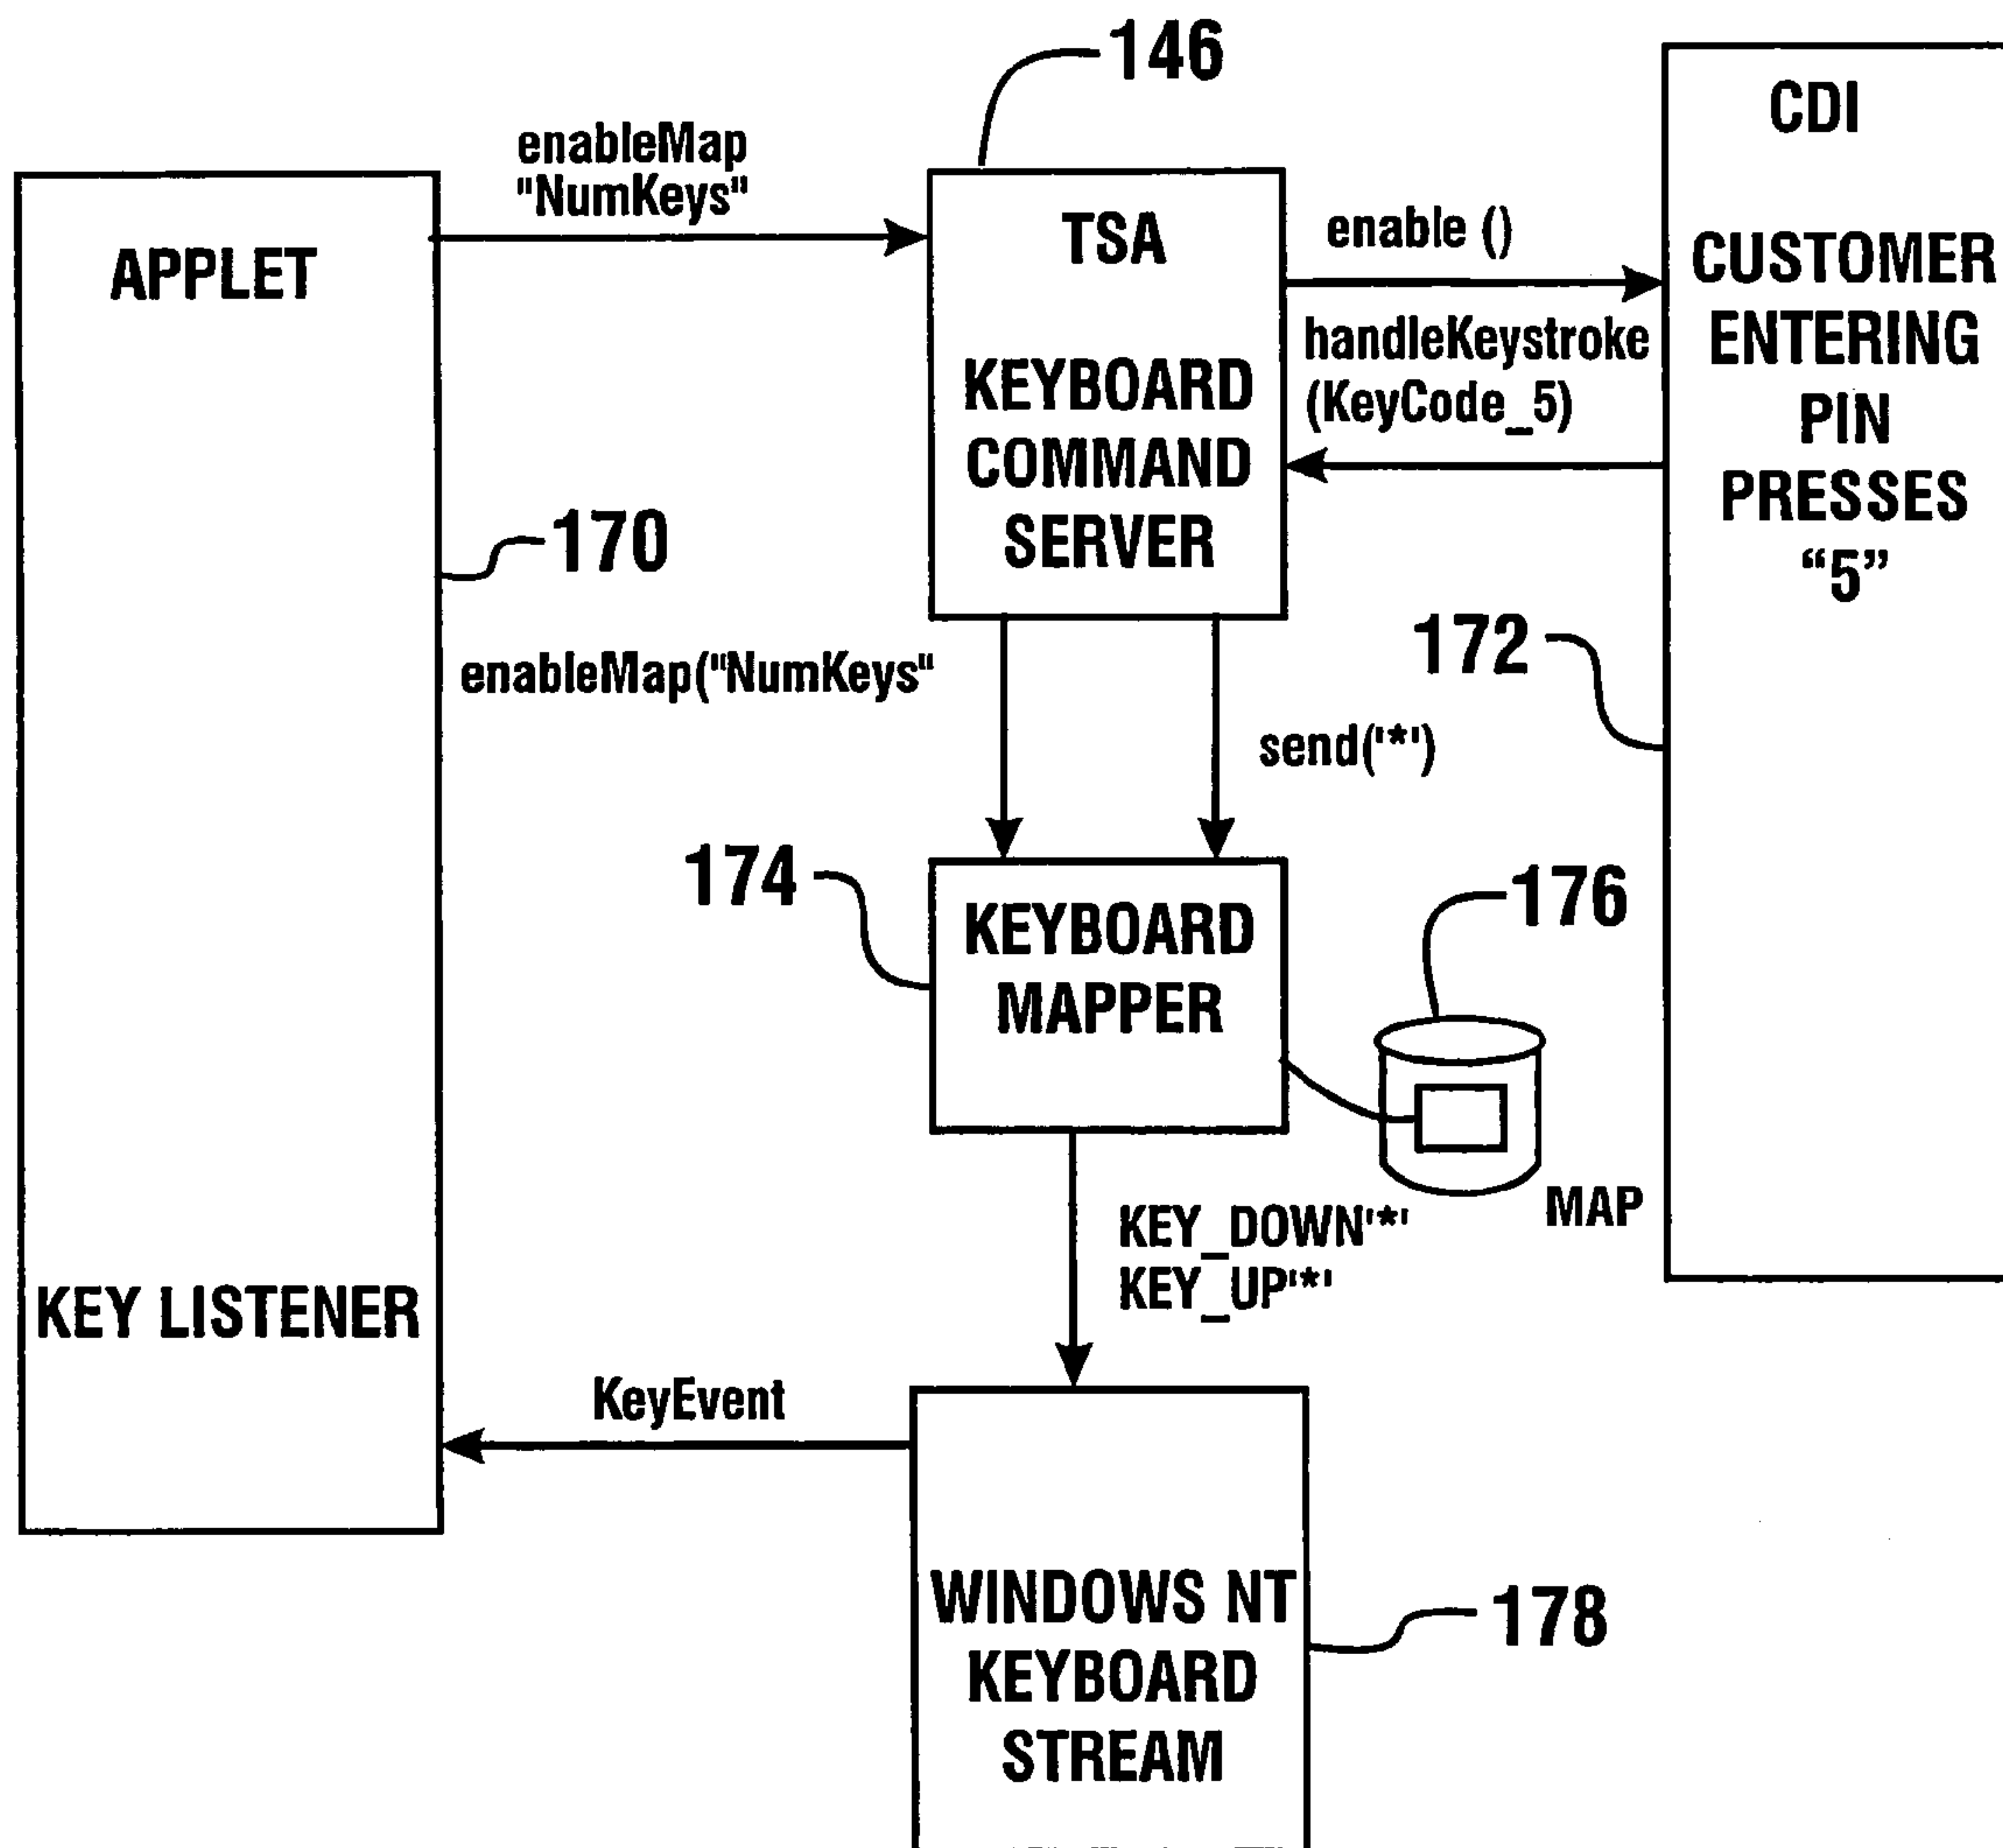 146
CDI
enableMap
"NumKeys"
APPLET
TSA
enable ()
CUSTOMER
ENTERING
PIN
PRESSES
“5”
handleKeystroke
(KeyCode_5)
KEYBOARD
COMMAND
SERVER
170
172
enableMap("NumKeys"
send('*')
174
KEYBOARD
MAPPER
176
MAP
KEY_DOWN'*'
KEY_UP'*'
KEY LISTENER
KeyEvent
WINDOWS NT
KEYBOARD
STREAM
178